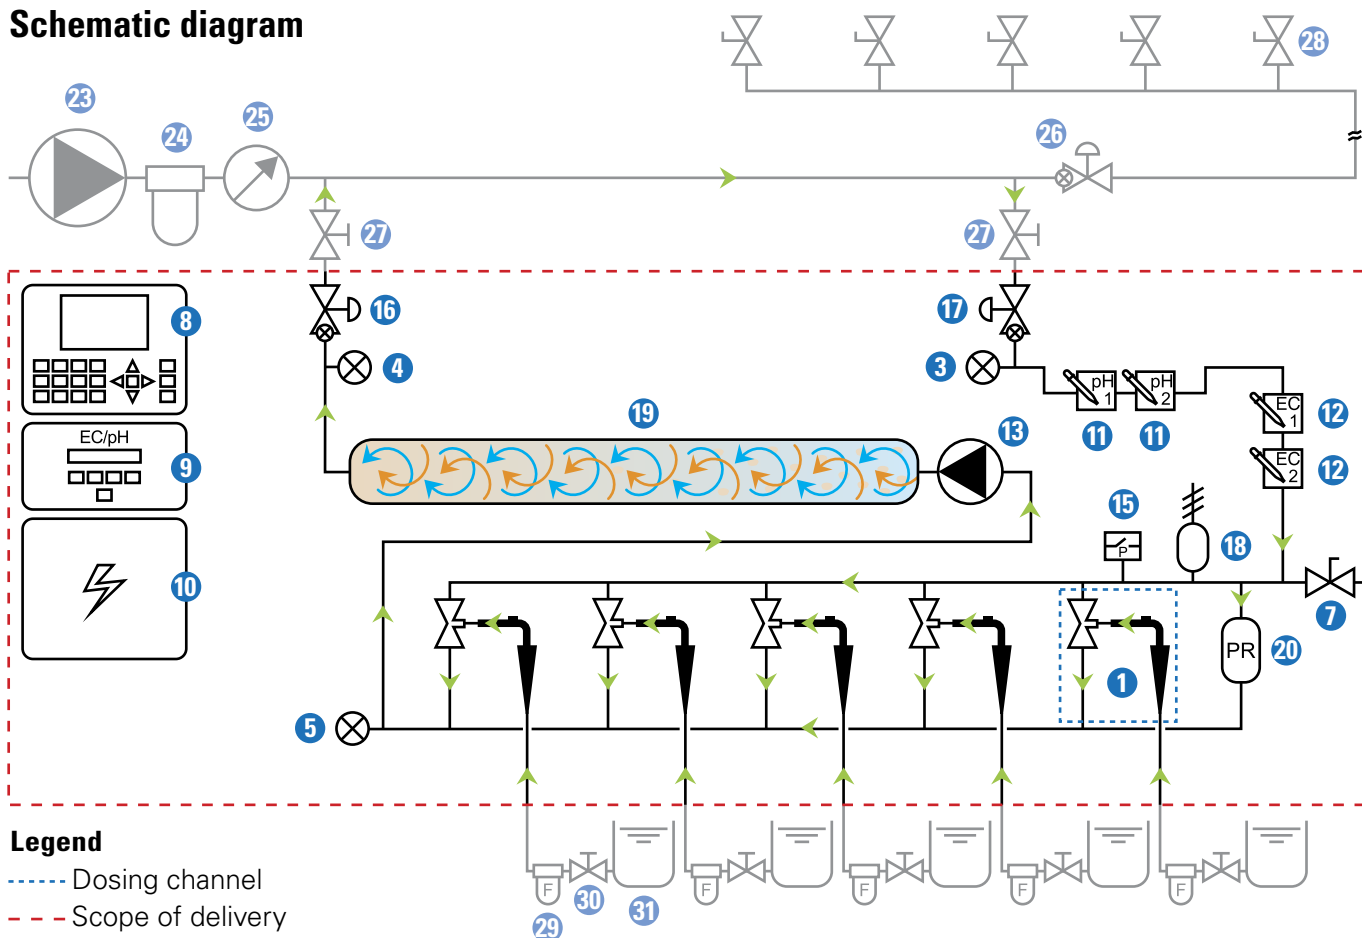 Schematic diagram
28
23
25
24
26
27
27
8
16
17
4
3
pH
1
pH
2
11
11
EC
1
12
EC
2
12
19
13
EC/pH
9
15
P
18
10
7
1
PR
20
5
F
F
F
F
F
29
30
31
Legend
Dosing channel
Scope of delivery